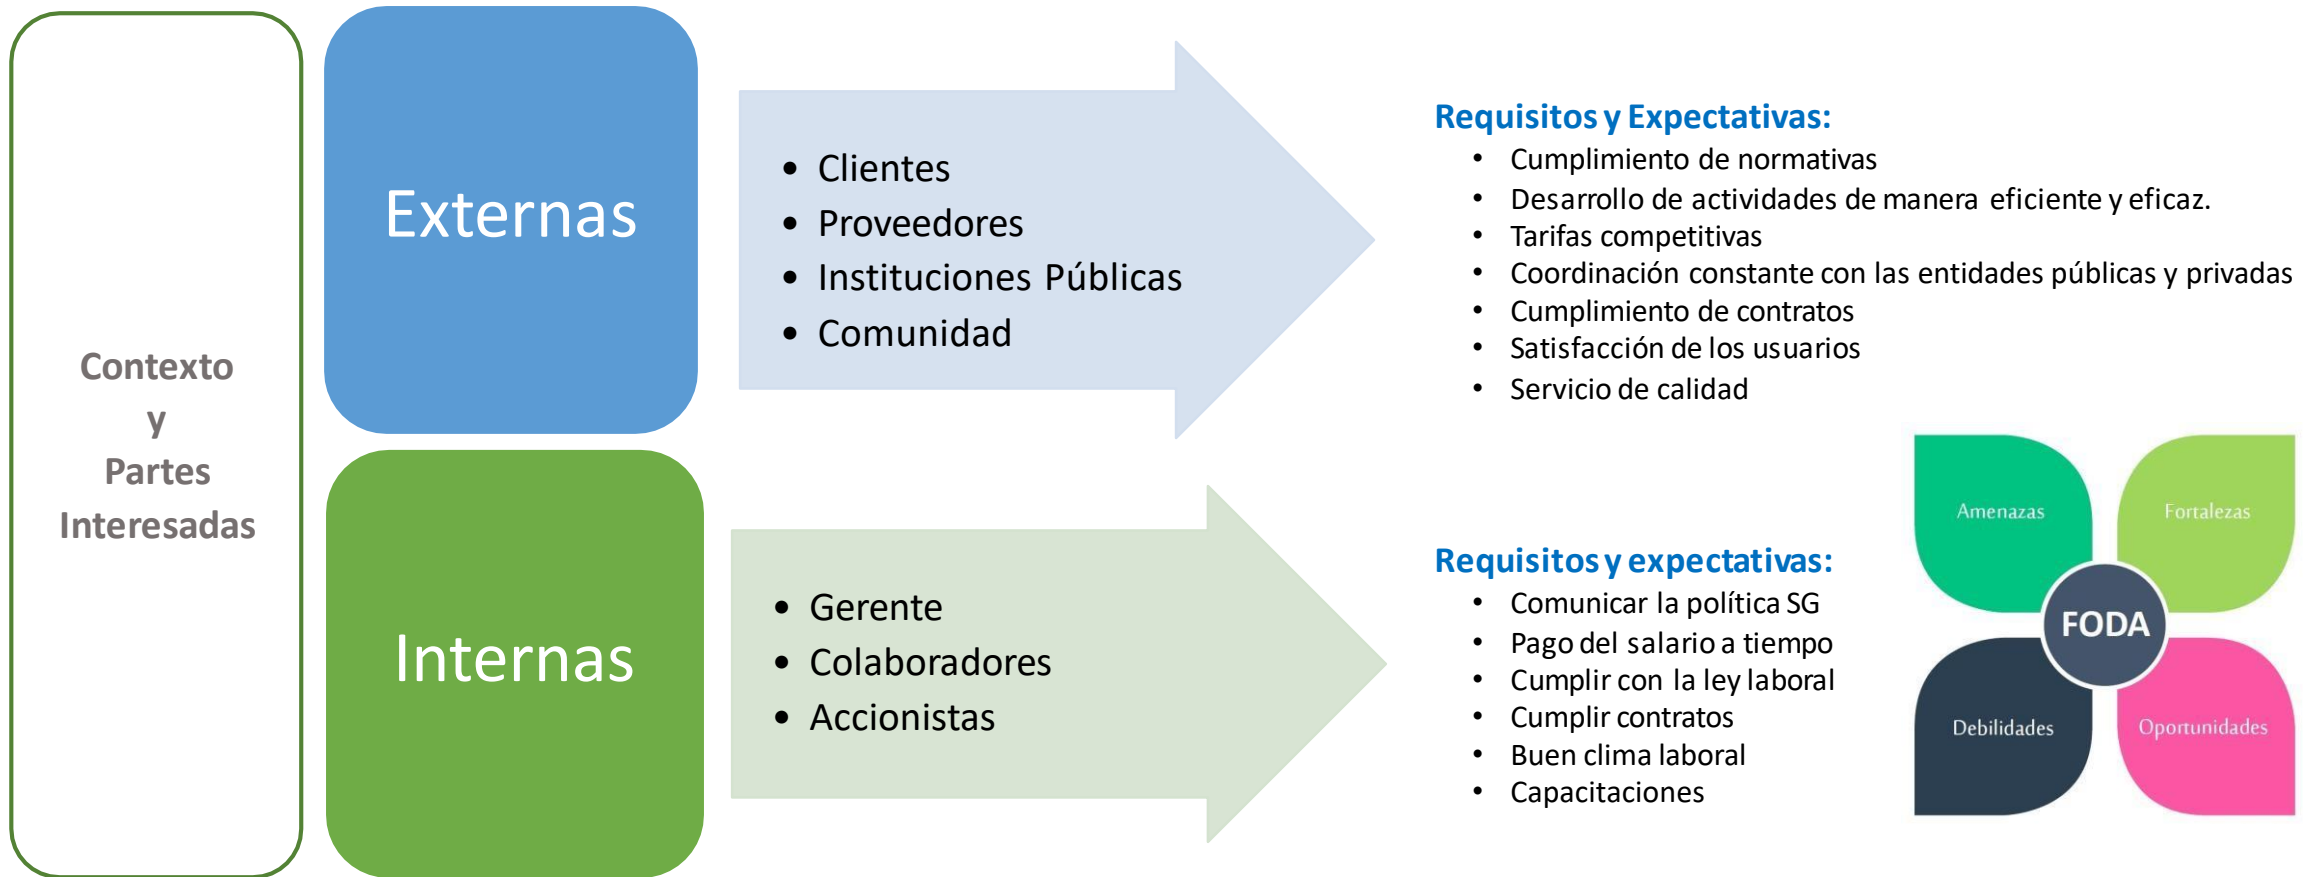 Contexto
y
Partes
Interesadas
Externas
• Clientes
• Proveedores
• Instituciones Públicas
• Comunidad
Requisitos y Expectativas:
• Cumplimiento de normativas
• Desarrollo de actividades de manera eficiente y eficaz.
• Tarifas competitivas
• Coordinación constante con las entidades públicas y privadas
• Cumplimiento de contratos
• Satisfacción de los usuarios
• Servicio de calidad
Internas
• Gerente
• Colaboradores
• Accionistas
Requisitos y expectativas:
• Comunicar la política SG
• Pago del salario a tiempo
• Cumplir con la ley laboral
• Cumplir contratos
• Buen clima laboral
• Capacitaciones
Amenazas
Fortalezas
FODA
Debilidades
Oportunidades